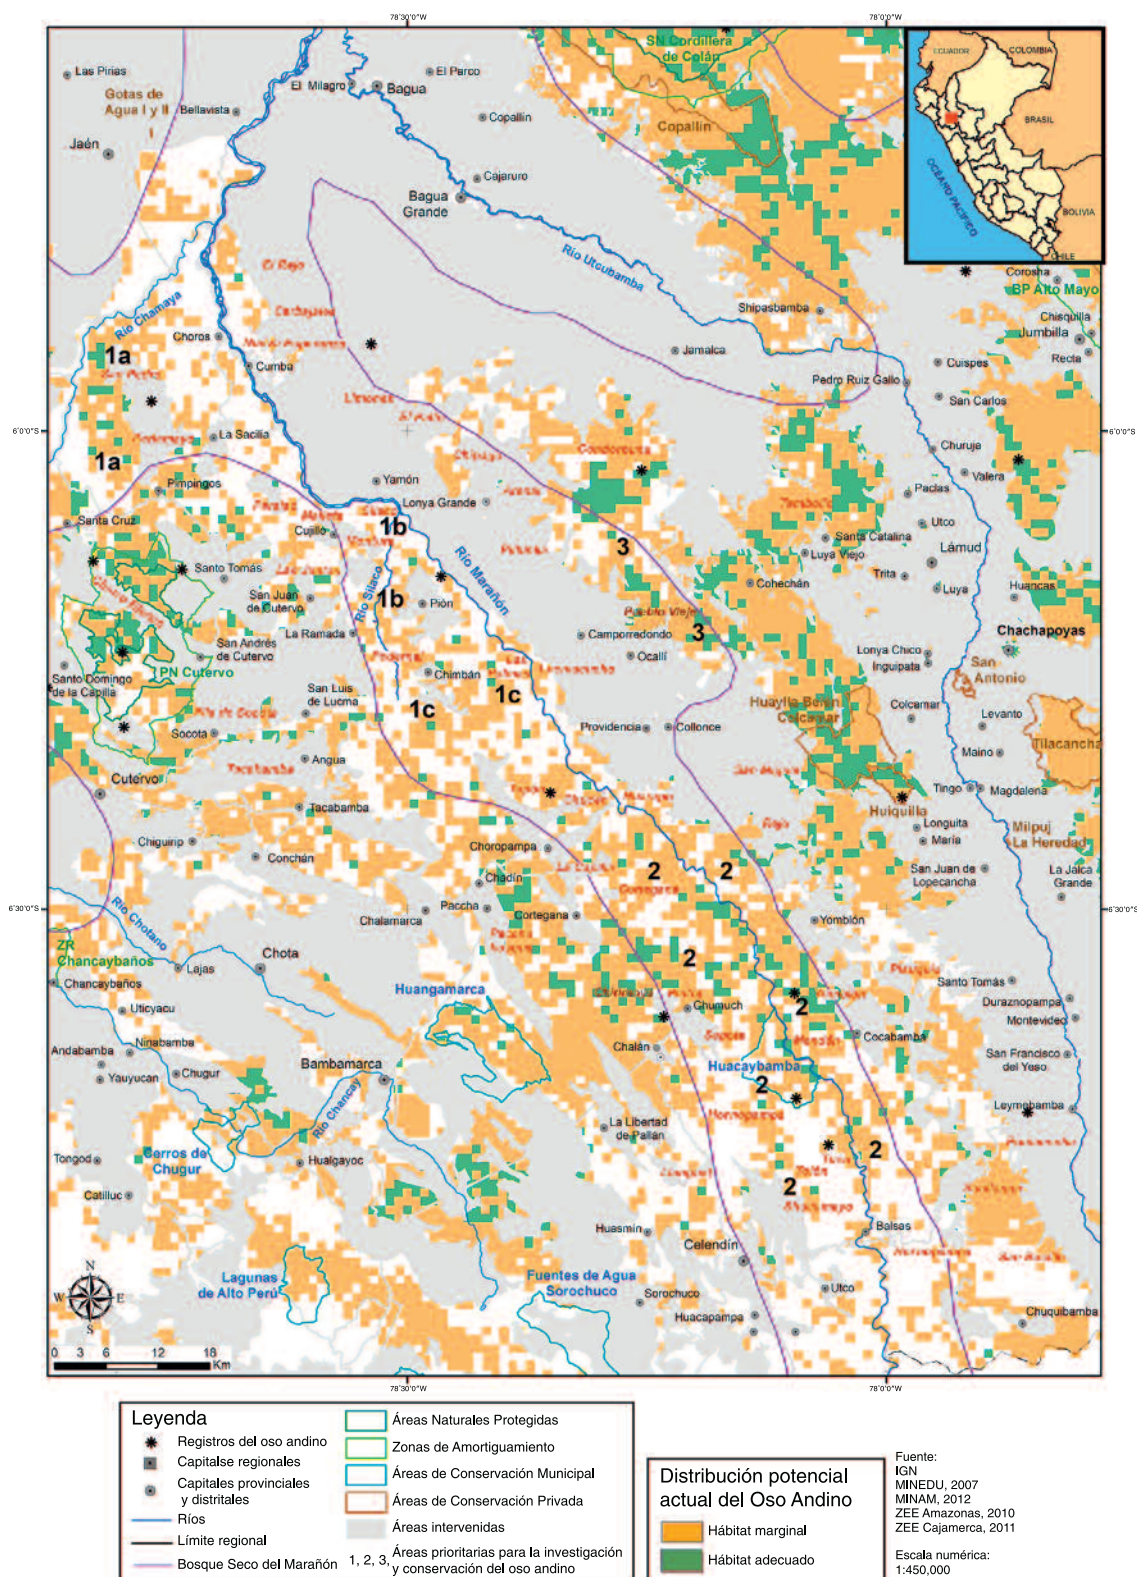 78°30'0"W
78°0'0"W
SN Cordillera
de Colán
ECUADOR
COLOMBIA
BRASIL
OCÉANO PACIFICO
BOLIVIA
CHILE
Las Pirias
El Parco
El Milagro
Bagua
Gotas de
Agua I y II
Bellavista
Copallin
Copallin
Jaén
Cajaruro
Bagua
Grande
Río Utcubamba
Corosha
BP Alto Mayo
Chisquilla
Jumbilla
Recta
Río Chamaya
Shipasbamba
Choros
Jamalca
Cuispes
Cumba
Pedro Ruiz Gallo
San Carlos
1a
6°0'0"S
6°0'0"S
La Sacilia
Churuja
1a
Valera
Pimpingos
Yamón
Lonya Grande
Paclas
Santa Cruz
Cujillo
1b
Utco
Santa Catalina
Luya Viejo
Lámud
3
Río Marañón
Santo Tomás
Cohechán
Trita
Luya
Huancas
San Juan
de Cutervo
Río Silaco
1b
Pión
La Ramada
Pueblo Viejo
3
Camporredondo
Chachapoyas
San Andrés
de Cutervo
Ocallí
Lonya Chico
Inguipata
PN Cutervo
Chimbán
San
Antonio
Santo Domingo
de la Capilla
San Luis
de Lucma
1c
1c
Huaylla Belén
Colcamar
Colcamar
Levanto
Socota
Providencia
Collonce
Tilacancha
Maino
Angua
Cutervo
Tingo
Magdalena
Tacabamba
Huiquilla
Longuita
Milpuj
La Heredad
Chiguirip
Choropampa
María
Conchán
2
2
San Juan de
Lopecancha
La Jalca
Grande
Chadín
Paccha
Cortegana
Chalamarca
Yomblón
6°30'0"S
6°30'0"S
Río Chotano
ZR
Chancaybaños
Chota
Lajas
2
Chancaybaños
Santo Tomás
Huangamarca
Duraznopampa
Uticyacu
Chumuch
2
Montevideo
Ninabamba
Andabamba
Chalán
Cocabamba
San Francisco
del Yeso
Yauyucan
Chugur
Bambamarca
Huacaybamba
2
Leymebamba
Río Chancay
La Libertad
de Pallán
Cerros de
Chugur
Tongod
Hualgayoc
2
Catilluc
2
Huasmín
Balsas
Celendín
Lagunas
de Alto Perú
Fuentes de Agua
Sorochuco
Utco
Sorochuco
Huacapampa
Chuquibamba
N
W E
S
0 3 6 12 18
Km
78°30'0"W
78°0'0"W
Leyenda
Registros del oso andino
Capitalse regionales
Capitales provinciales
y distritales
Ríos
Límite regional
Bosque Seco del Marañón
Áreas Naturales Protegidas
Zonas de Amortiguamiento
Áreas de Conservación Municipal
Áreas de Conservación Privada
Áreas intervenidas
1, 2, 3, Áreas prioritarias para la investigación
y conservación del oso andino
Distribución potencial
actual del Oso Andino
Hábitat marginal
Hábitat adecuado
Fuente:
IGN
MINEDU, 2007
MINAM, 2012
ZEE Amazonas, 2010
ZEE Cajamerca, 2011
Escala numérica:
1:450,000